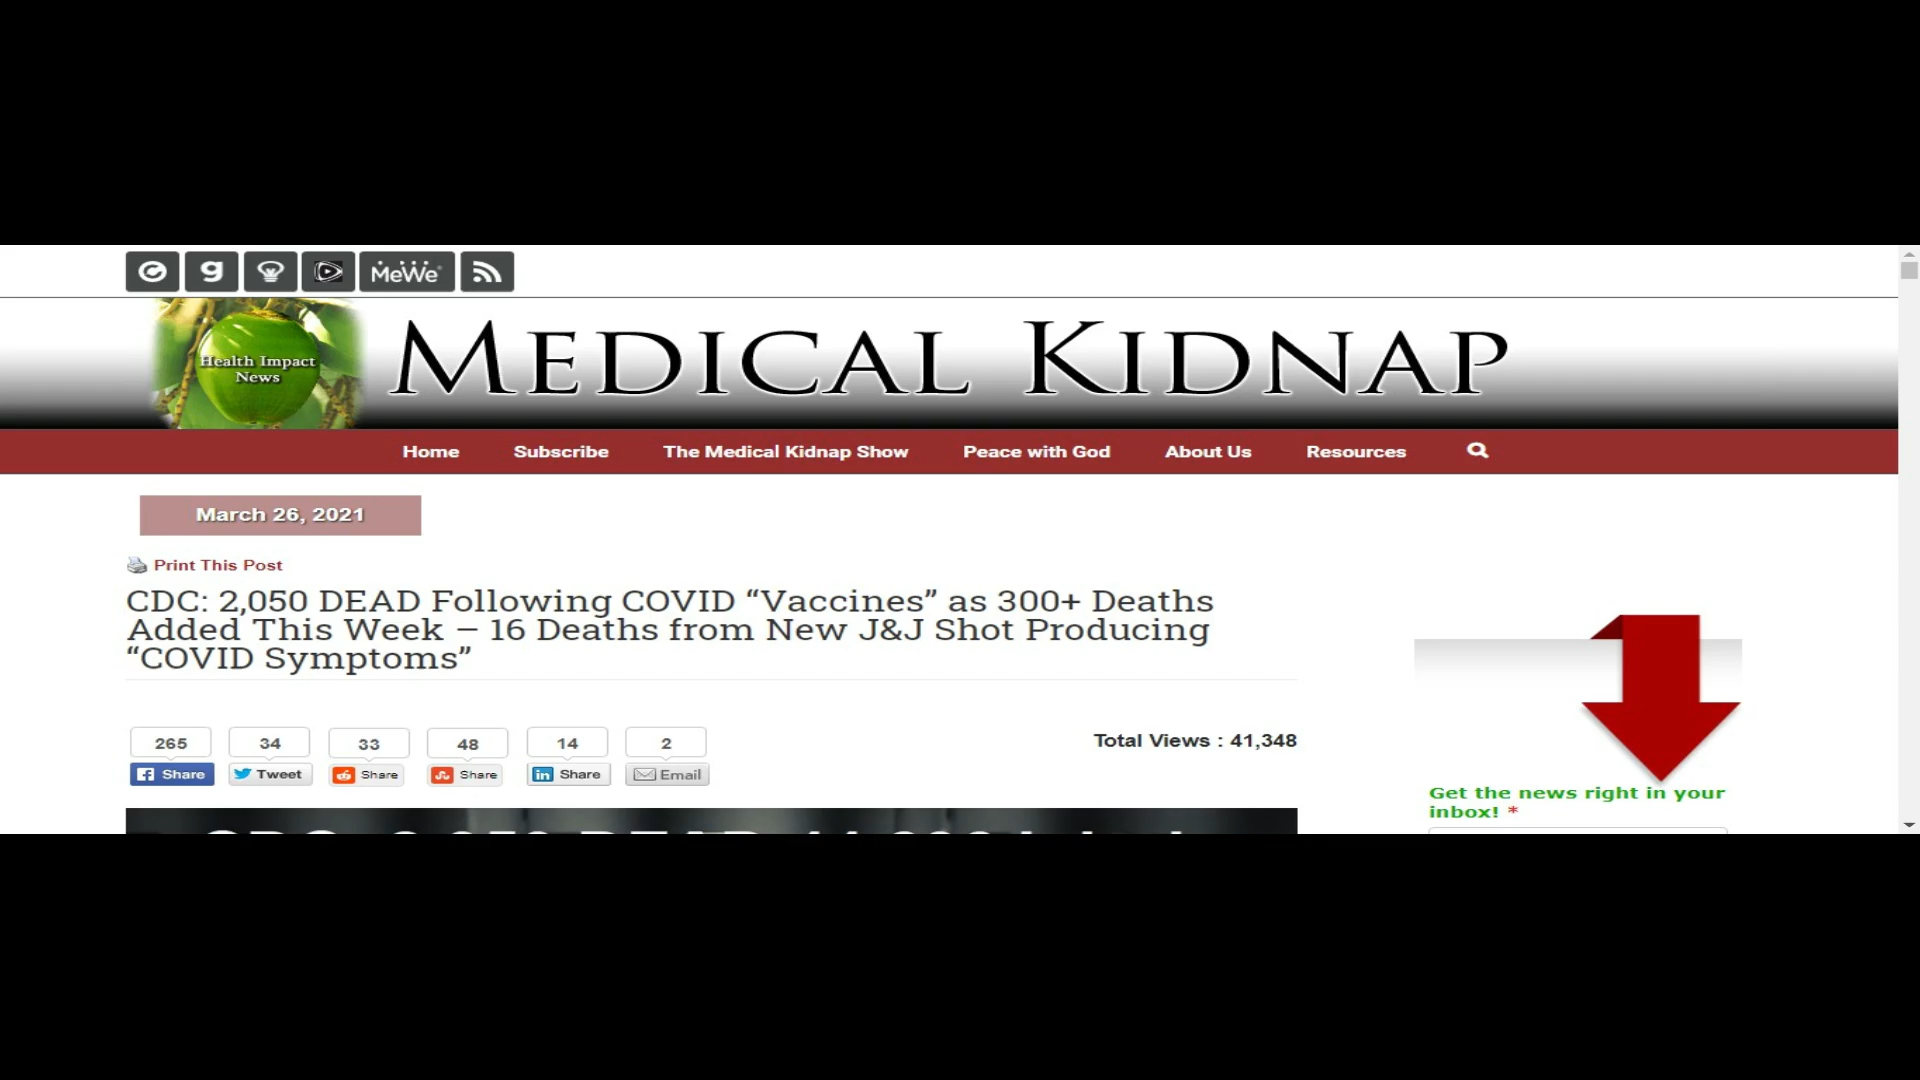 MeWe
Health Impact
News
MEDICAL KIDNAP
Home Subscribe The Medical Kidnap Show Peace with God About Us Resources
March 26, 2021
Print This Post
CDC: 2,050 DEAD Following COVID “Vaccines” as 300+ Deaths
Added This Week – 16 Deaths from New J&J Shot Producing
“COVID Symptoms”
265 34 33 48 14 2
Share Tweet Share Share Share Email
Total Views : 41,348
Get the news right in your
inbox! *